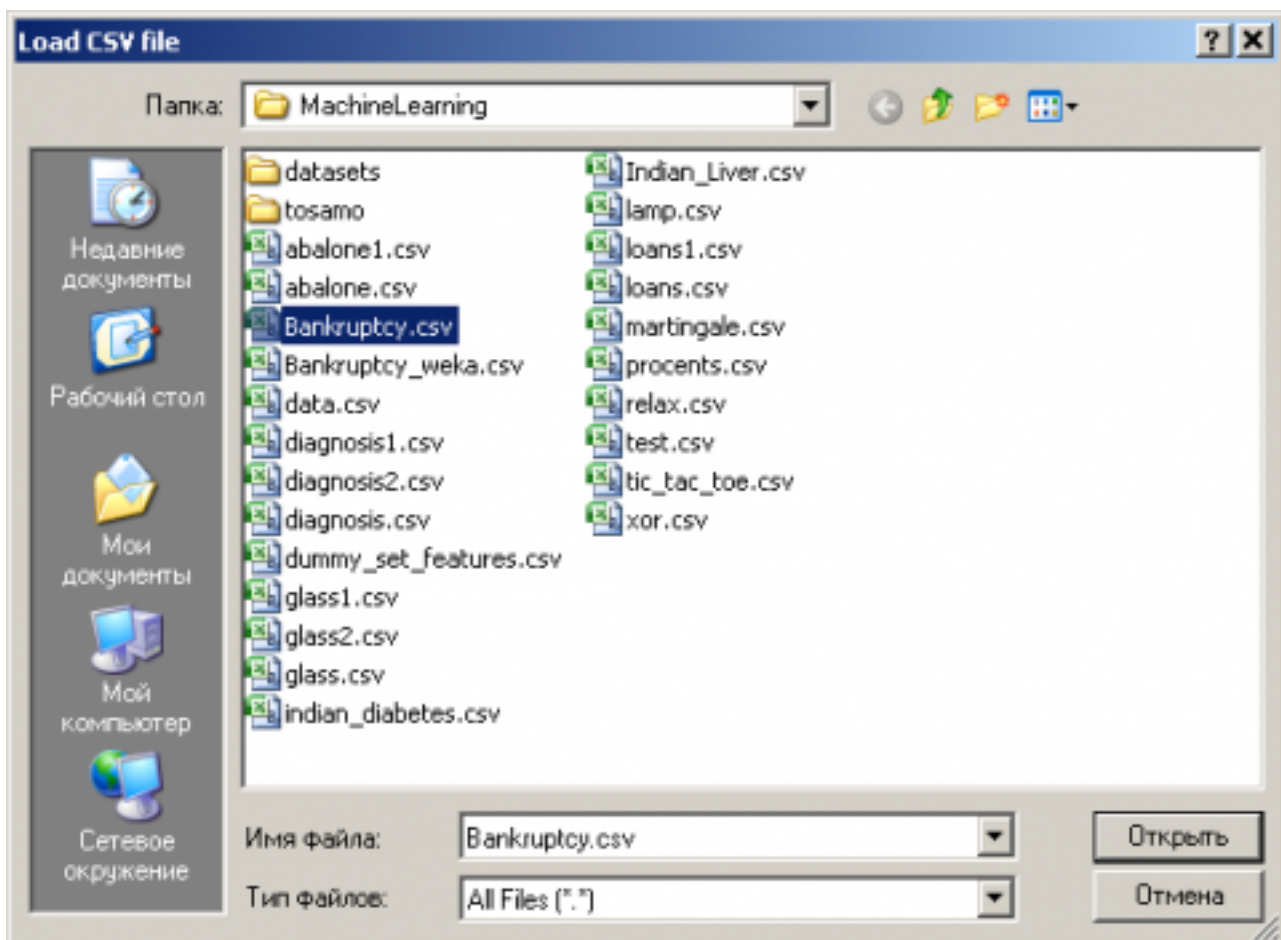 Load CSV file
Папка: MachineLearning
Недавние
документы
Рабочий стол
Мои
документы
Мой
компьютер
Сетевое
окружение
datasets
tosamo
abalone1.csv
abalone.csv
Bankruptcy.csv
Bankruptcy_weka.csv
data.csv
diagnosis1.csv
diagnosis2.csv
diagnosis.csv
dummy_set_features.csv
glass1.csv
glass2.csv
glass.csv
indian_diabetes.csv
Indian_Liver.csv
lamp.csv
loans1.csv
loans.csv
martingale.csv
procents.csv
relax.csv
test.csv
tic_tac_toe.csv
xor.csv
Имя файла: Bankruptcy.csv Открыть
Тип файлов: All Files (*.*) Отмена